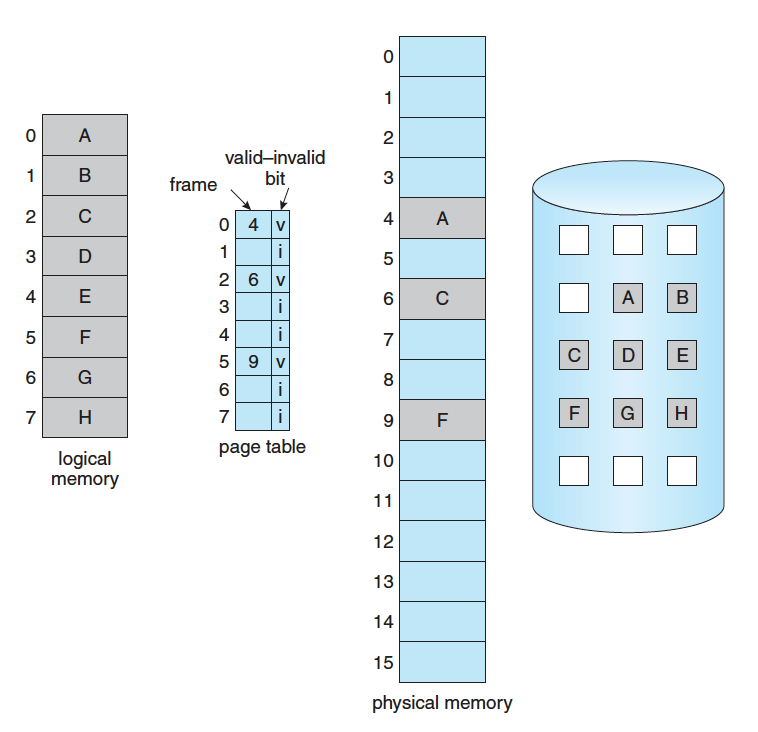 0 A
1 B
2 C
3 D
4 E
5 F
6 G
7 H
logical
memory
valid–invalid
bit
frame
0 4 v
1 i
2 6 v
3 i
4 i
5 9 v
6 i
7 i
page table
0
1
2
3
4 A
5
6 C
7
8
9 F
10
11
12
13
14
15
physical memory
A B
C D E
F G H